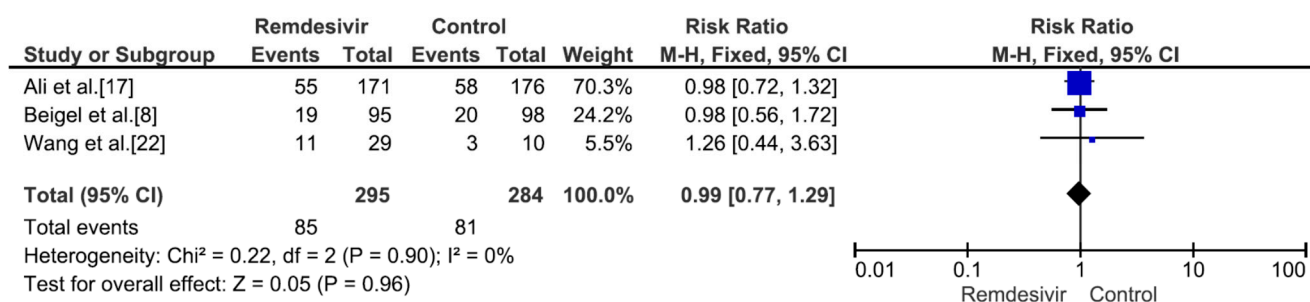 Remdesivir Control Risk Ratio Risk Ratio
Study or Subgroup Events Total Events Total Weight M-H, Fixed, 95% CI M-H, Fixed, 95% CI
Ali et al.[17] 55 171 58 176 70.3% 0.98 [0.72, 1.32]
Beigel et al.[8] 19 95 20 98 24.2% 0.98 [0.56, 1.72]
Wang et al.[22] 11 29 3 10 5.5% 1.26 [0.44, 3.63]
Total (95% CI) 295 284 100.0% 0.99 [0.77, 1.29]
Total events 85 81
Heterogeneity: Chi² = 0.22, df = 2 (P = 0.90); I² = 0%
Test for overall effect: Z = 0.05 (P = 0.96)
0.01 0.1 1 10 100
Remdesivir Control